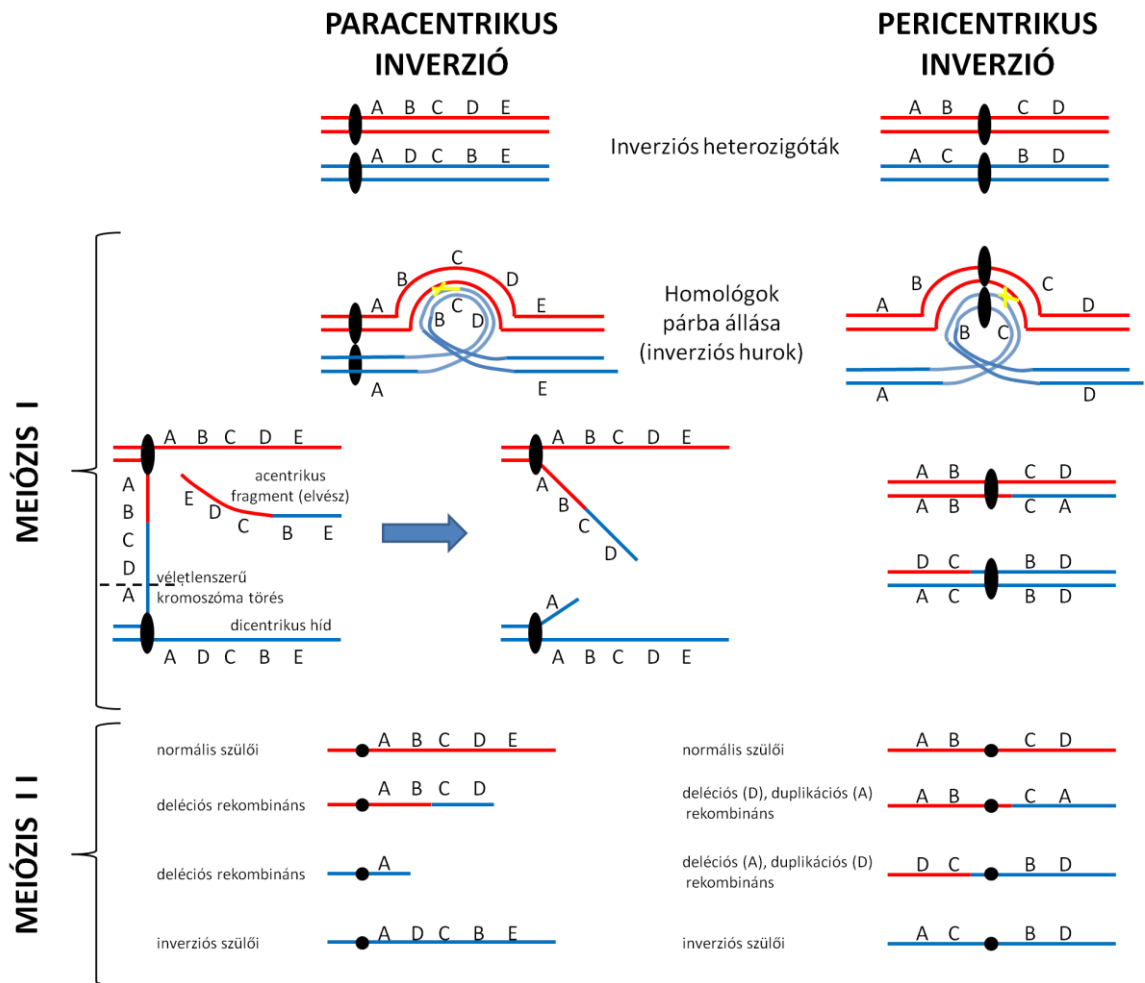 PARACENTRIKUS
INVERZIÓ
PERICENTRIKUS
INVERZIÓ
A B C D E
A D C B E
Inverziós heterozigóták
A B C D
A C B D
MEIÓZIS I
A B C D E
B C D
A E
Homológok
párba állása
(inverziós hurok)
A B C D
B C
A D
A B C D E
A
B
C
D
A
acentrikus
fragment (elvész)
E D C B E
véletlenszerű
kromoszóma törés
dicentrikus híd
A D C B E
A B C D E
A
B
C
D
A
A B C D E
A B C D
A B C A
D C B D
A C B D
MEIÓZIS II
normális szülői
A B C D E
deléciós rekombináns
A B C D
deléciós rekombináns
A
inverziós szülői
A D C B E
normális szülői
A B C D
deléciós (D), duplikációs (A)
rekombináns
A B C A
deléciós (A), duplikációs (D)
rekombináns
D C B D
inverziós szülői
A C B D